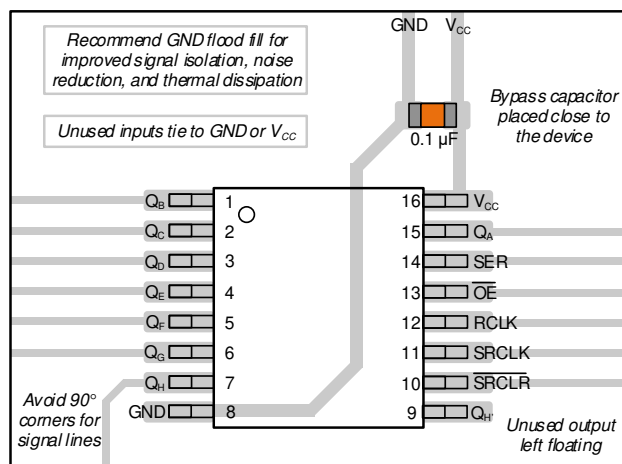 GND VCC
Recommend GND flood fill for
improved signal isolation, noise
reduction, and thermal dissipation
Unused inputs tie to GND or VCC
Bypass capacitor
placed close to
the device
0.1 µF
QB 1 16 VCC
QC 2 15 QA
QD 3 14 SER
QE 4 13 O̅E̅
QF 5 12 RCLK
QG 6 11 SRCLK
QH 7 10 S̅R̅C̅L̅R̅
GND 8 9 QH'
Avoid 90°
corners for
signal lines
Unused output
left floating